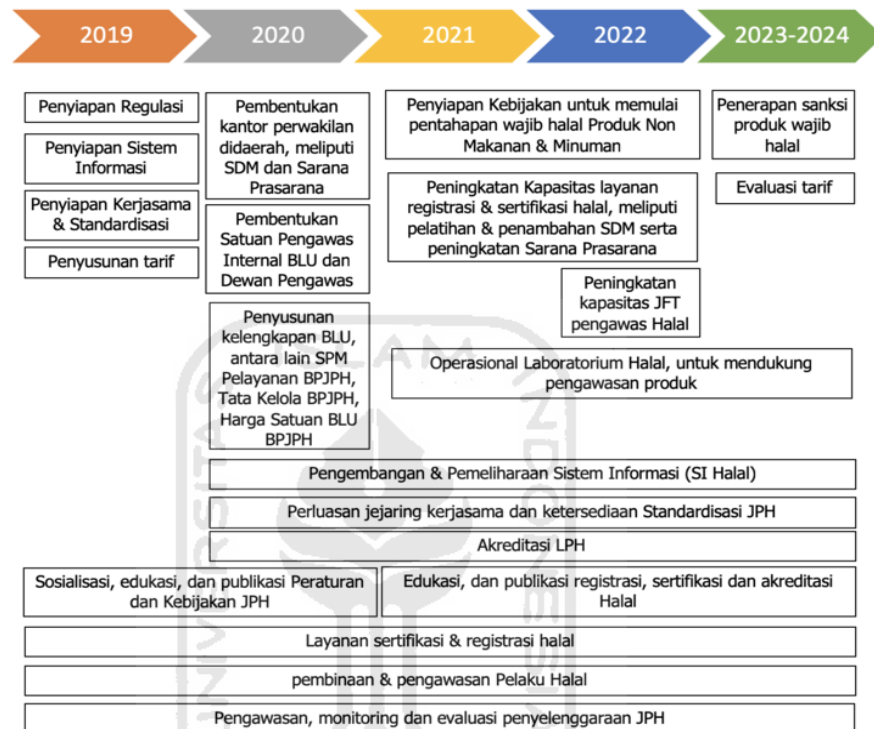 2019
2020
2021
2022
2023-2024
Penyiapan Regulasi
Penyiapan Sistem
Informasi
Penyiapan Kerjasama
& Standardisasi
Penyusunan tarif
Pembentukan
kantor perwakilan
didaerah, meliputi
SDM dan Sarana
Prasarana
Pembentukan
Satuan Pengawas
Internal BLU dan
Dewan Pengawas
Penyusunan
kelengkapan BLU,
antara lain SPM
Pelayanan BPJPH,
Tata Kelola BPJPH,
Harga Satuan BLU
BPJPH
Penyiapan Kebijakan untuk memulai
pentahapan wajib halal Produk Non
Makanan & Minuman
Peningkatan Kapasitas layanan
registrasi & sertifikasi halal, meliputi
pelatihan & penambahan SDM serta
peningkatan Sarana Prasarana
Peningkatan
kapasitas JFT
pengawas Halal
Penerapan sanksi
produk wajib
halal
Evaluasi tarif
Operasional Laboratorium Halal, untuk mendukung
pengawasan produk
Pengembangan & Pemeliharaan Sistem Informasi (SI Halal)
Perluasan jejaring kerjasama dan ketersediaan Standardisasi JPH
Akreditasi LPH
Sosialisasi, edukasi, dan publikasi Peraturan
dan Kebijakan JPH
Edukasi, dan publikasi registrasi, sertifikasi dan akreditasi
Halal
Layanan sertifikasi & registrasi halal
pembinaan & pengawasan Pelaku Halal
Pengawasan, monitoring dan evaluasi penyelenggaraan JPH
UNIVERSITAS ISLAM INDONESIA